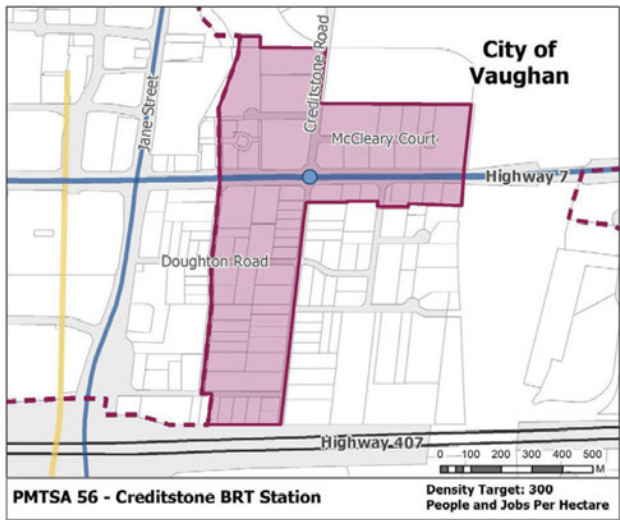 City of
Vaughan
Creditstone Road
Jane Street
McCleary Court
Highway 7
Doughton Road
Highway 407
0 100 200 300 400 500
M
PMTSA 56 - Creditstone BRT Station
Density Target: 300
People and Jobs Per Hectare